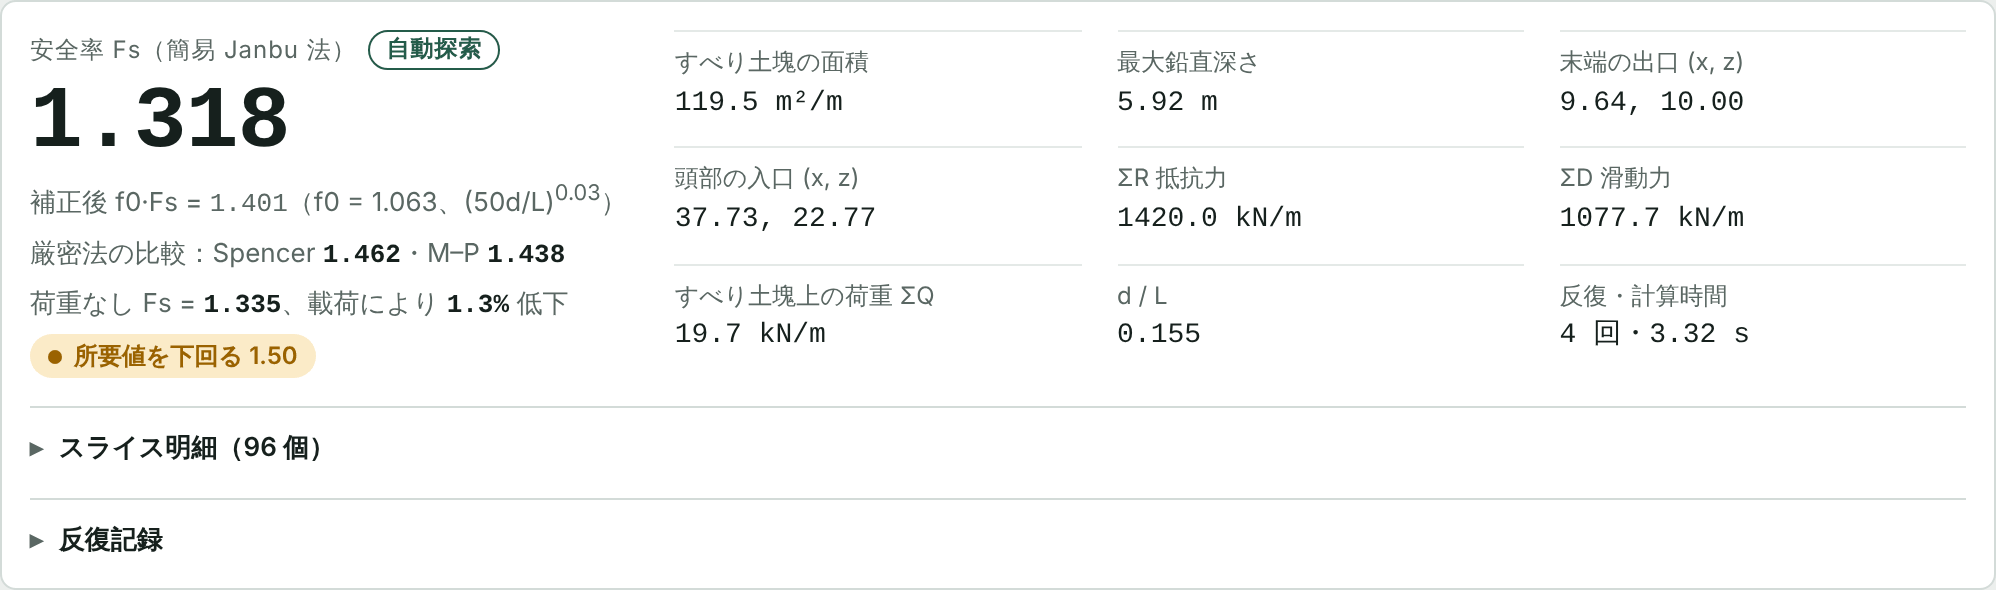 安全率 Fs（簡易 Janbu 法） 自動探索
1.318
補正後 f0·Fs = 1.401（f0 = 1.063、(50d/L)^0.03）
厳密法の比較：Spencer 1.462 · M–P 1.438
荷重なし Fs = 1.335、載荷により 1.3% 低下
● 所要値を下回る 1.50
すべり土塊の面積
119.5 m²/m
最大鉛直深さ
5.92 m
末端の出口 (x, z)
9.64, 10.00
頭部の入口 (x, z)
37.73, 22.77
ΣR 抵抗力
1420.0 kN/m
ΣD 滑動力
1077.7 kN/m
すべり土塊上の荷重 ΣQ
19.7 kN/m
d / L
0.155
反復・計算時間
4 回・3.32 s
▶ スライス明細（96 個）
▶ 反復記録